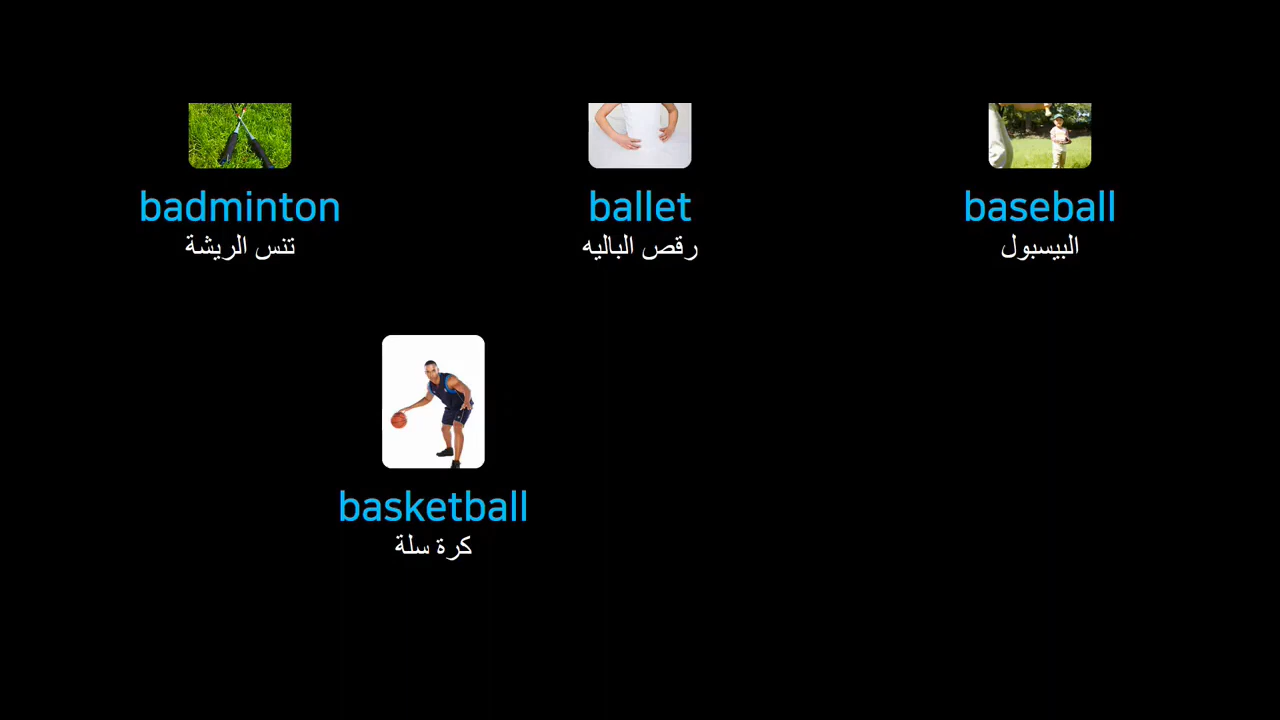 badminton
تنس الريشة
ballet
رقص الباليه
baseball
البيسبول
basketball
كرة سلة